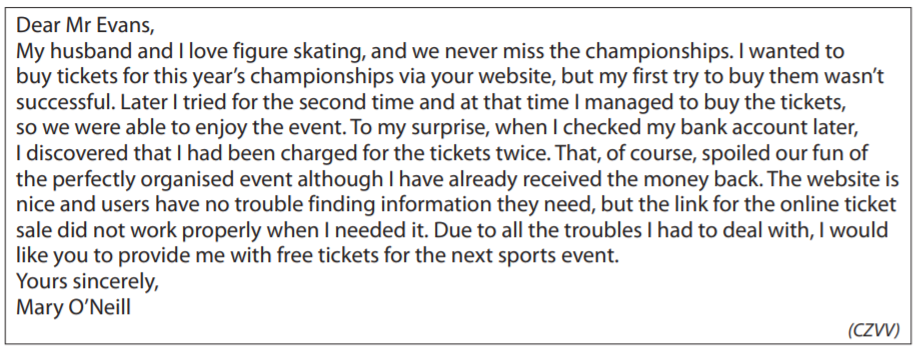 Dear Mr Evans,
My husband and I love figure skating, and we never miss the championships. I wanted to
buy tickets for this year’s championships via your website, but my first try to buy them wasn’t
successful. Later I tried for the second time and at that time I managed to buy the tickets,
so we were able to enjoy the event. To my surprise, when I checked my bank account later,
I discovered that I had been charged for the tickets twice. That, of course, spoiled our fun of
the perfectly organised event although I have already received the money back. The website is
nice and users have no trouble finding information they need, but the link for the online ticket
sale did not work properly when I needed it. Due to all the troubles I had to deal with, I would
like you to provide me with free tickets for the next sports event.
Yours sincerely,
Mary O’Neill
(CZVV)